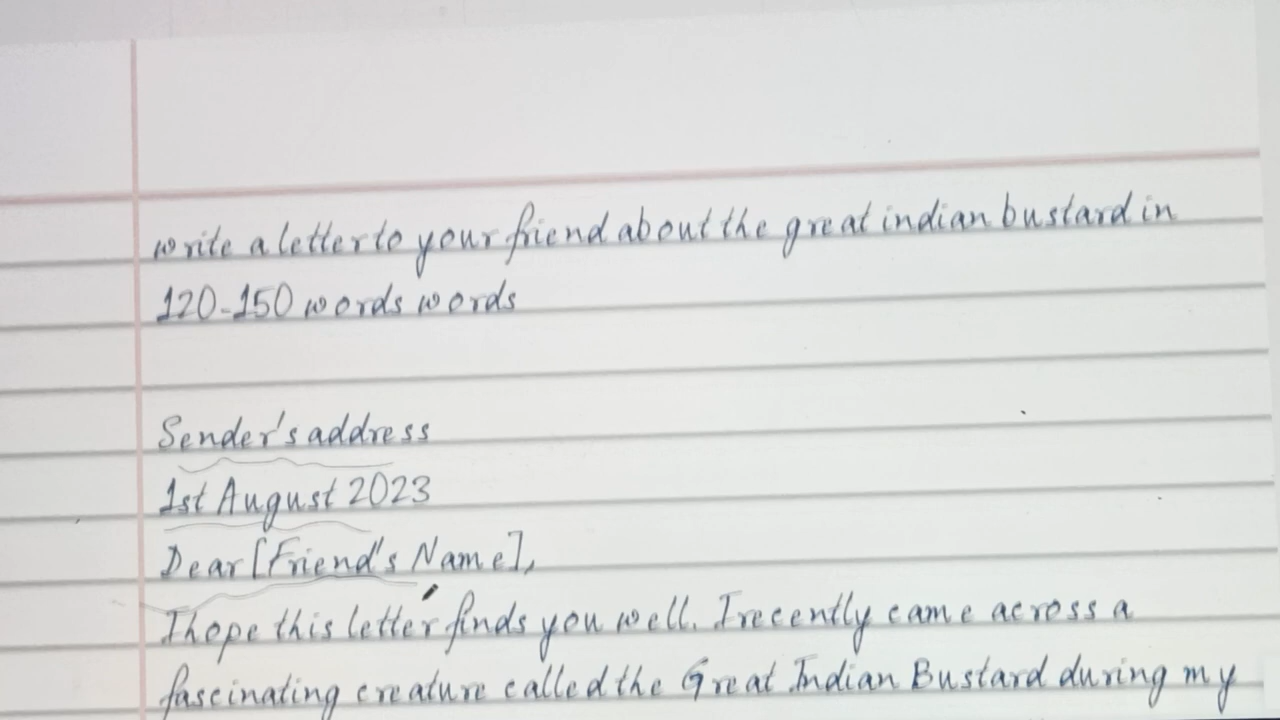 write a letter to your friend about the great indian bustard in
120-150 words words
Sender's address
1st August 2023
Dear [Friend's Name],
I hope this letter finds you well. I recently came across a
fascinating creature called the Great Indian Bustard during my